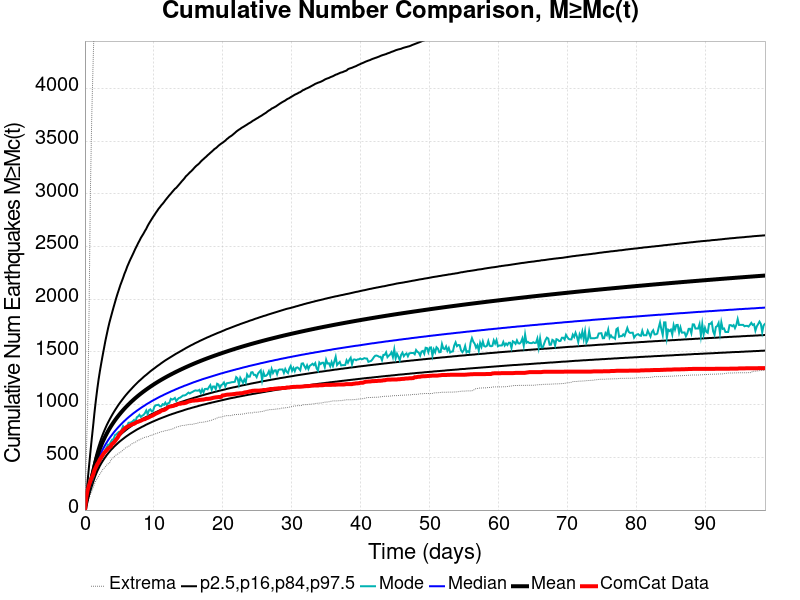 Cumulative Number Comparison, M≥Mc(t)
Cumulative Num Earthquakes M≥Mc(t)
4000
3500
3000
2500
2000
1500
1000
500
0
0 10 20 30 40 50 60 70 80 90
Time (days)
Extrema p2.5,p16,p84,p97.5 Mode Median Mean ComCat Data